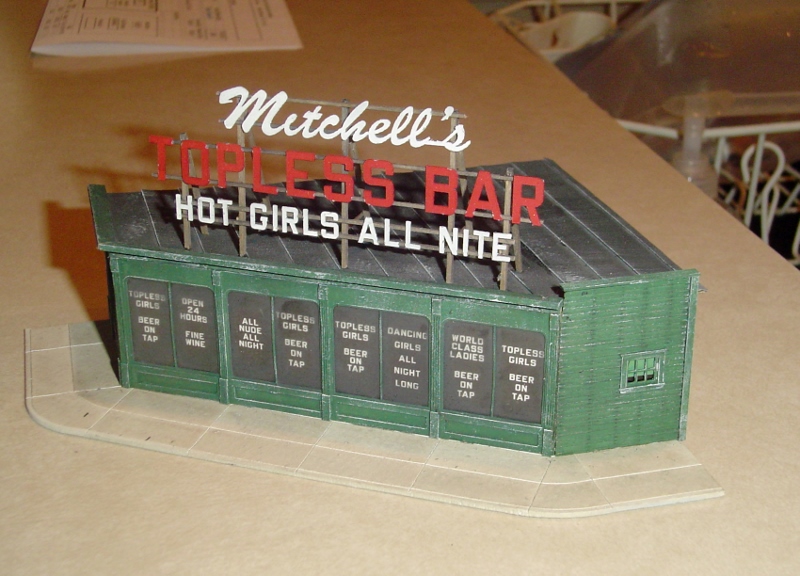 Mitchell's
TOPLESS BAR
HOT GIRLS ALL NITE
TOPLESS
GIRLS
BEER
ON
TAP
OPEN
24
HOURS
FINE
WINE
ALL
NUDE
ALL
NIGHT
TOPLESS
GIRLS
BEER
ON
TAP
TOPLESS
GIRLS
BEER
ON
TAP
DANCING
GIRLS
ALL
NIGHT
LONG
WORLD
CLASS
LADIES
BEER
ON
TAP
TOPLESS
GIRLS
BEER
ON
TAP